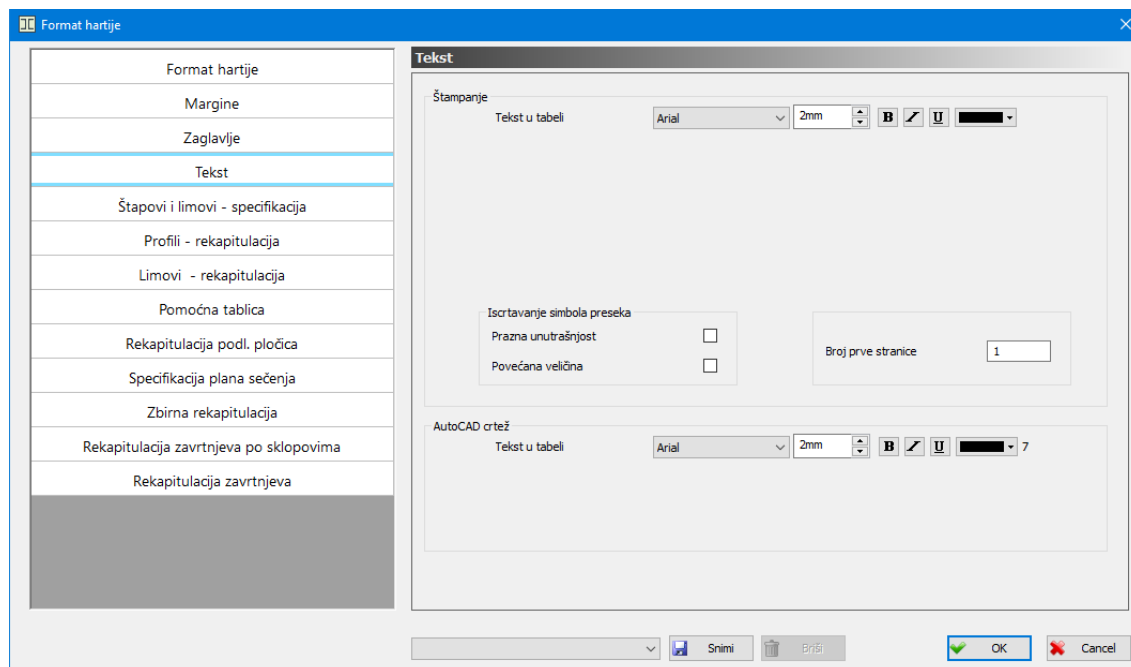 Format hartije
Format hartije
Margine
Zaglavlje
Tekst
Štapovi i limovi - specifikacija
Profili - rekapitulacija
Limovi - rekapitulacija
Pomoćna tablica
Rekapitulacija podl. pločica
Specifikacija plana sečenja
Zbirna rekapitulacija
Rekapitulacija zavrtnjeva po sklopovima
Rekapitulacija zavrtnjeva
Tekst
Štampanje
Tekst u tabeli Arial 2mm B I U
Iscrtavanje simbola preseka
Prazna unutrašnjost
Povećana veličina
Broj prve stranice 1
AutoCAD crtež
Tekst u tabeli Arial 2mm B I U 7
Snimi Briši OK Cancel